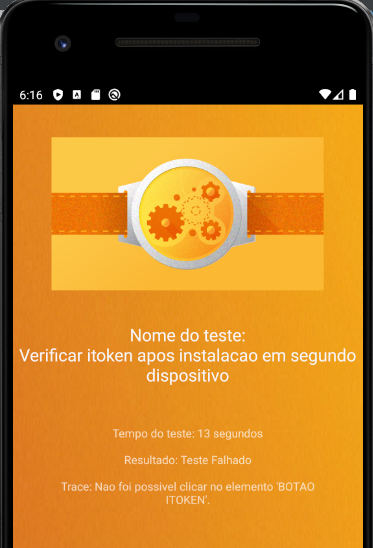 6:16
Nome do teste:
Verificar itoken apos instalacao em segundo
dispositivo
Tempo do teste: 13 segundos
Resultado: Teste Falhado
Trace: Nao foi possivel clicar no elemento 'BOTAO
ITOKEN'.